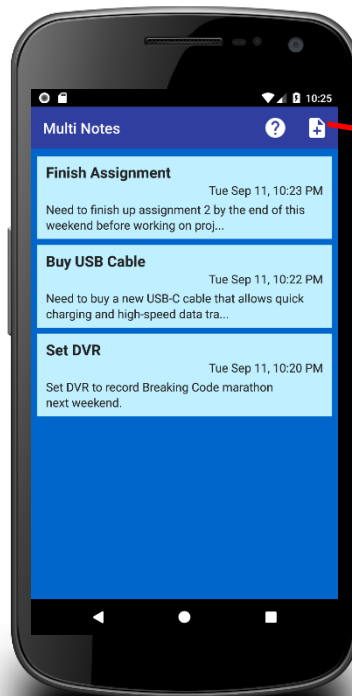 10:25
Multi Notes
Finish Assignment
Tue Sep 11, 10:23 PM
Need to finish up assignment 2 by the end of this
weekend before working on proj...
Buy USB Cable
Tue Sep 11, 10:22 PM
Need to buy a new USB-C cable that allows quick
charging and high-speed data tra...
Set DVR
Tue Sep 11, 10:20 PM
Set DVR to record Breaking Code marathon
next weekend.